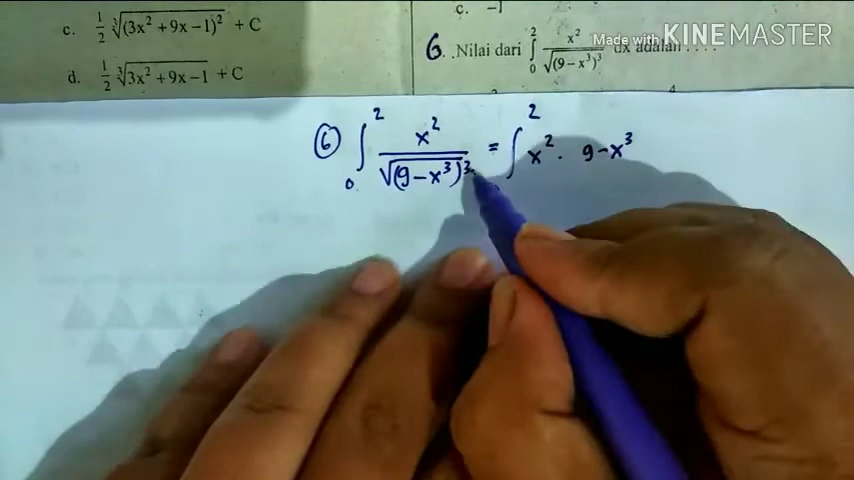 c. 1/2 ∛(3x² + 9x − 1)² + C
d. 1/2 ∛3x² + 9x − 1 + C
c. −1
6. Nilai dari ∫₀² x²/√(9 − x³)³ dx adalah ....
Made with KINEMASTER
⑥ ∫₀² x²/√(9 − x³)³ = ∫² x² . 9 − x³